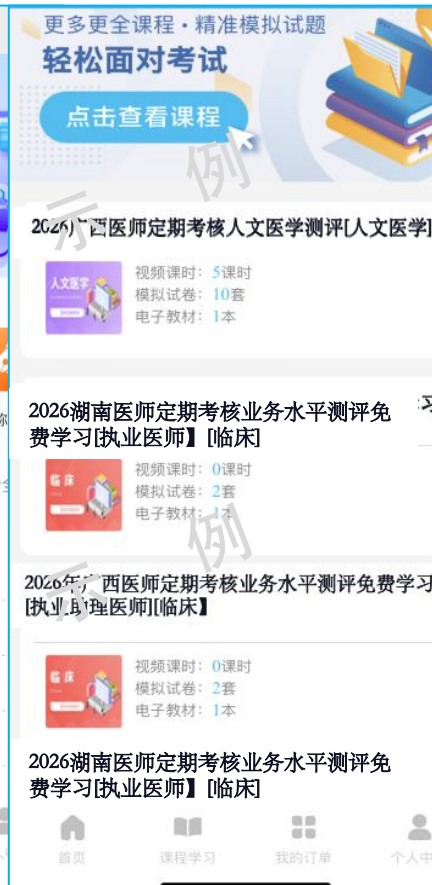 更多更全课程·精准模拟试题
轻松面对考试
点击查看课程
示例
2026广西医师定期考核人文医学测评[人文医学]
人文医学
视频课时：5课时
模拟试卷：10套
电子教材：1本
2026湖南医师定期考核业务水平测评免
费学习[执业医师】[临床]
习
临床
视频课时：0课时
模拟试卷：2套
电子教材：1本
示例
2026年广西医师定期考核业务水平测评免费学习
[执业助理医师][临床】
临床
视频课时：0课时
模拟试卷：2套
电子教材：1本
2026湖南医师定期考核业务水平测评免
费学习[执业医师】[临床]
首页
课程学习
我的订单
个人中